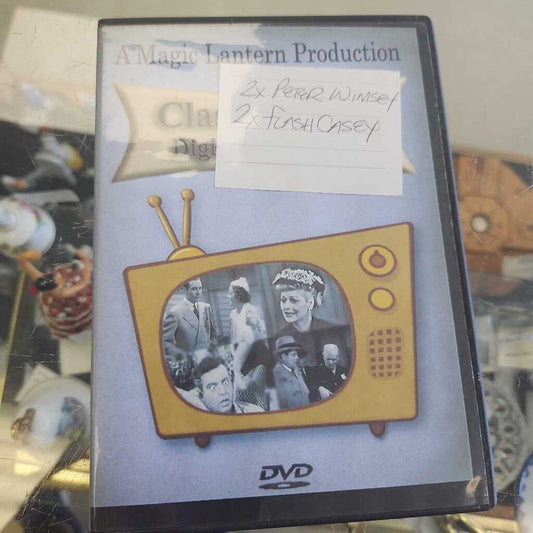 A Magic Lantern Production
2x PETER WIMSEY
2x FLASH CASEY
DVD